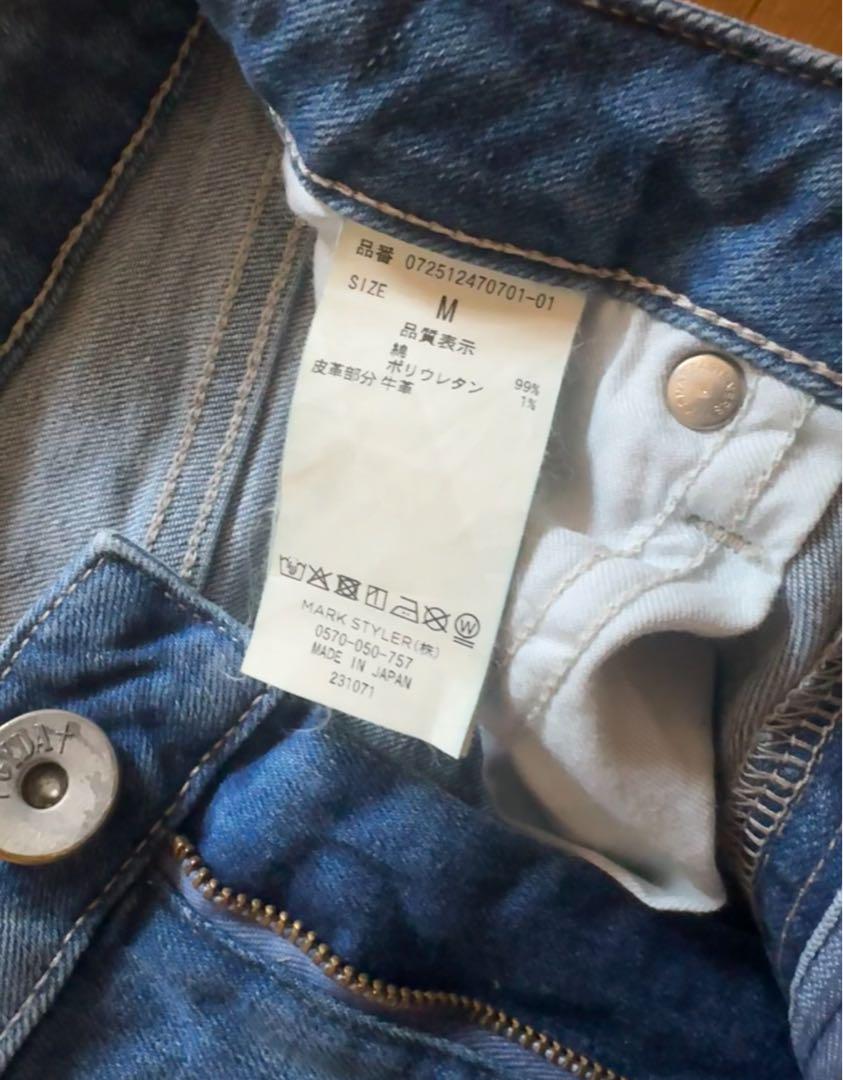 品番 072512470701-01
SIZE M
品質表示
綿 99%
ポリウレタン 1%
皮革部分 牛革
W
MARK STYLER(株)
0570-050-757
MADE IN JAPAN
231071